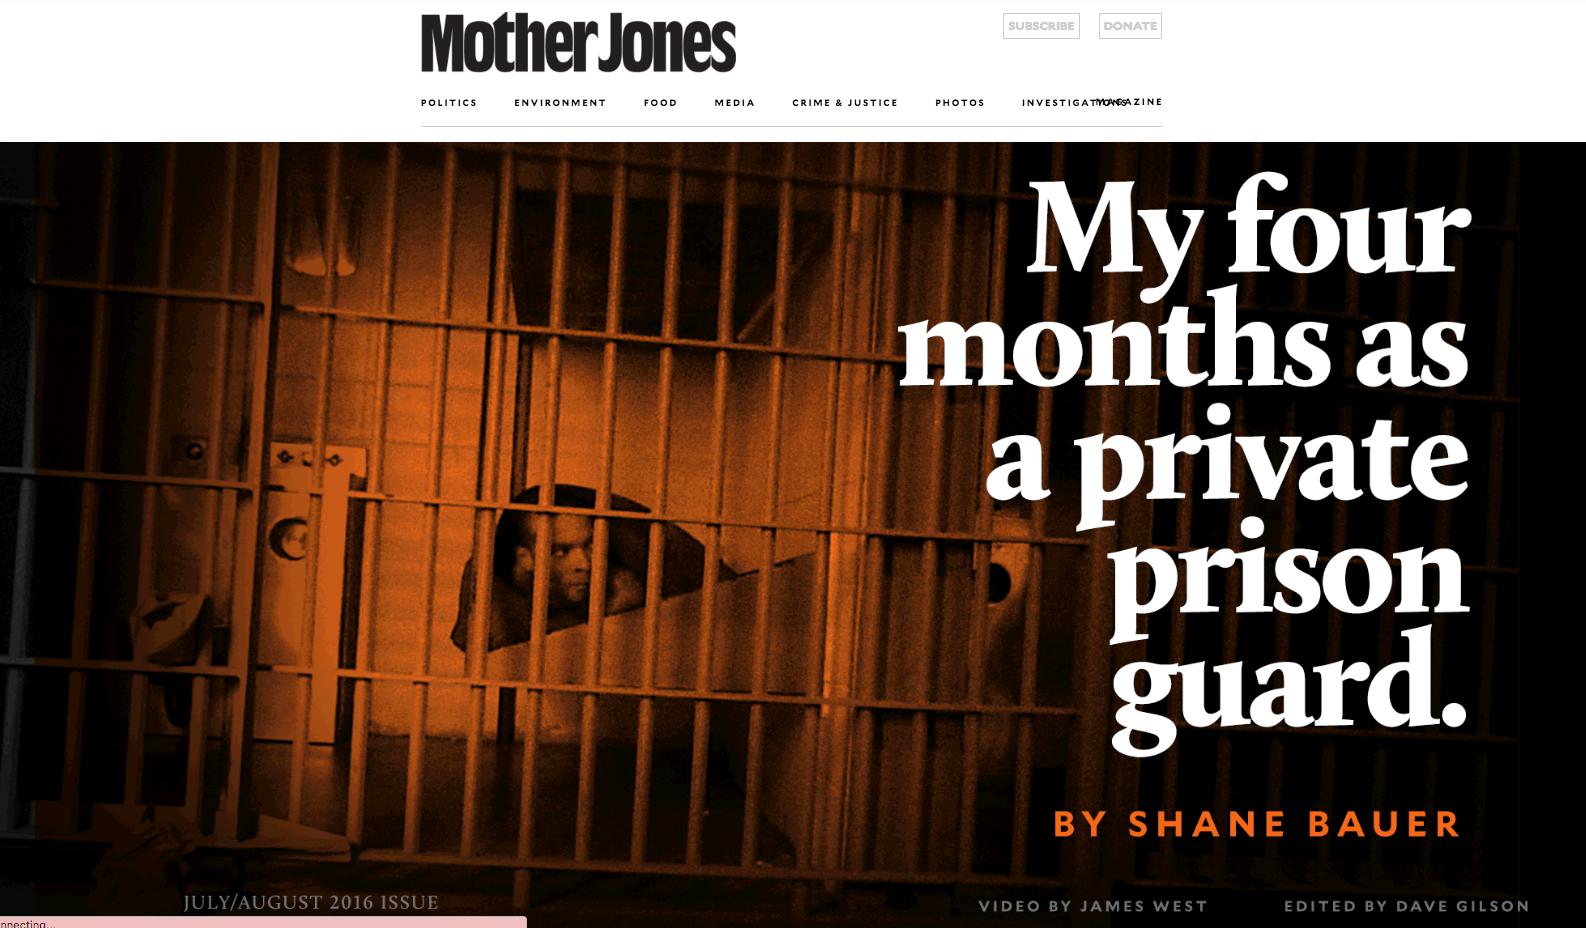 Mother Jones
SUBSCRIBE
DONATE
POLITICS ENVIRONMENT FOOD MEDIA CRIME & JUSTICE PHOTOS INVESTIGATIONS MAGAZINE
My four
months as
a private
prison
guard.
BY SHANE BAUER
JULY/AUGUST 2016 ISSUE
VIDEO BY JAMES WEST
EDITED BY DAVE GILSON
nnecting...